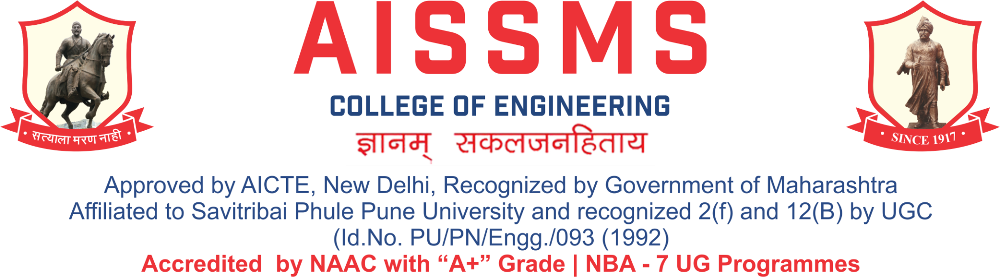 AISSMS
COLLEGE OF ENGINEERING
ज्ञानम् सकलजनहिताय
सत्याला मरण नाही
SINCE 1917
Approved by AICTE, New Delhi, Recognized by Government of Maharashtra
Affiliated to Savitribai Phule Pune University and recognized 2(f) and 12(B) by UGC
(Id.No. PU/PN/Engg./093 (1992)
Accredited by NAAC with “A+” Grade | NBA - 7 UG Programmes